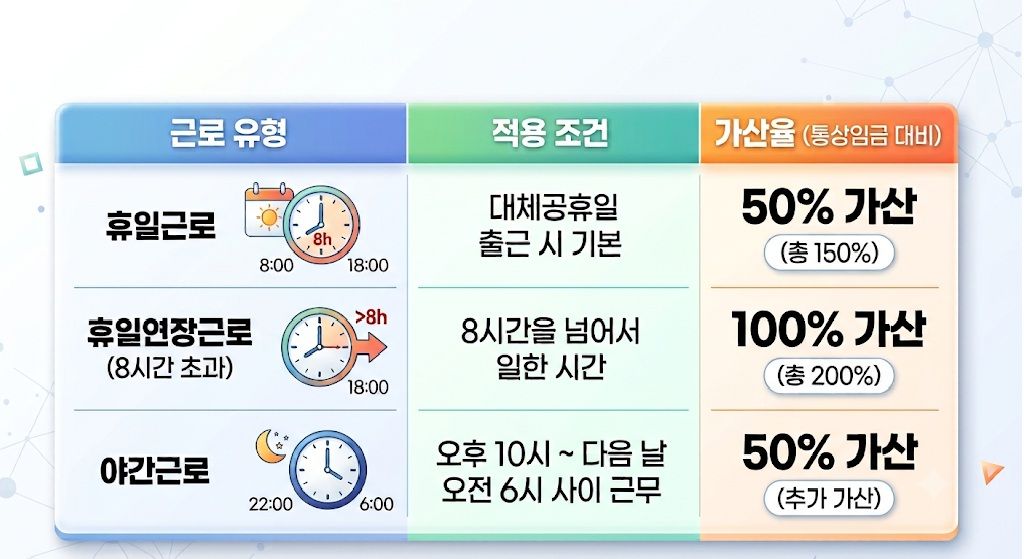 근로 유형
적용 조건
가산율 (통상임금 대비)
휴일근로
8h
8:00
18:00
대체공휴일
출근 시 기본
50% 가산
(총 150%)
휴일연장근로
(8시간 초과)
>8h
18:00
8시간을 넘어서
일한 시간
100% 가산
(총 200%)
야간근로
22:00
6:00
오후 10시 ~ 다음 날
오전 6시 사이 근무
50% 가산
(추가 가산)